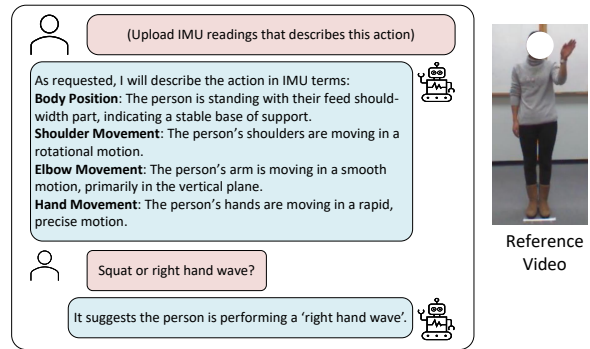 (Upload IMU readings that describes this action)
As requested, I will describe the action in IMU terms:
Body Position: The person is standing with their feed should-
width part, indicating a stable base of support.
Shoulder Movement: The person's shoulders are moving in a
rotational motion.
Elbow Movement: The person's arm is moving in a smooth
motion, primarily in the vertical plane.
Hand Movement: The person's hands are moving in a rapid,
precise motion.
Squat or right hand wave?
It suggests the person is performing a 'right hand wave'.
Reference
Video